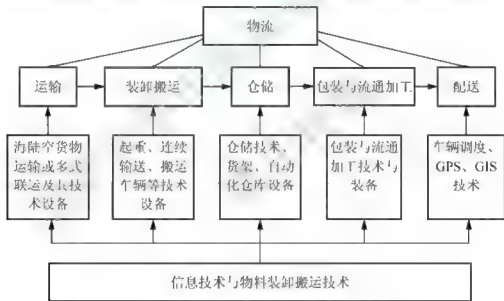 物流
运输
装卸搬运
仓储
包装与流通加工
配送
海陆空货物
运输或多式
联运及其技
术设备
起重、连续
输送、搬运
车辆等技术
设备
仓储技术、
货架、自动
化仓库设备
包装与流通
加工技术与
装备
车辆调度、
GPS、GIS
技术
信息技术与物料装卸搬运技术